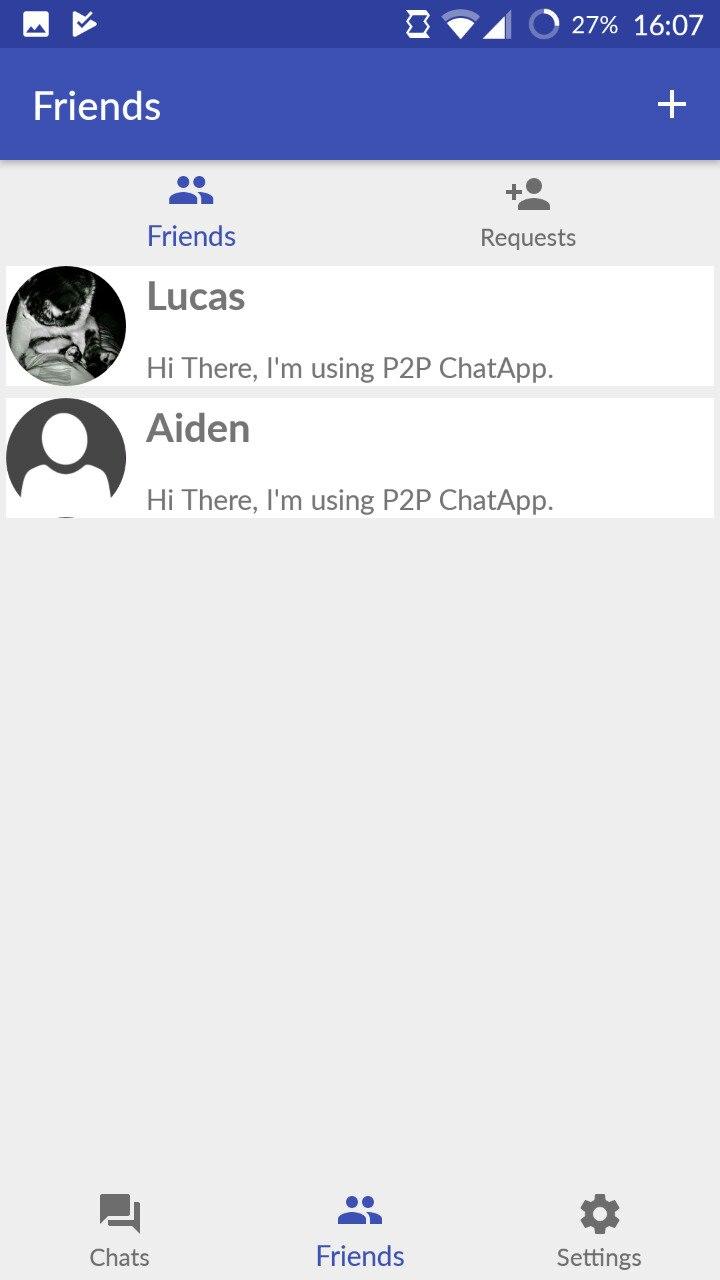 27% 16:07
Friends
Friends
Requests
Lucas
Hi There, I'm using P2P ChatApp.
Aiden
Hi There, I'm using P2P ChatApp.
Chats
Friends
Settings